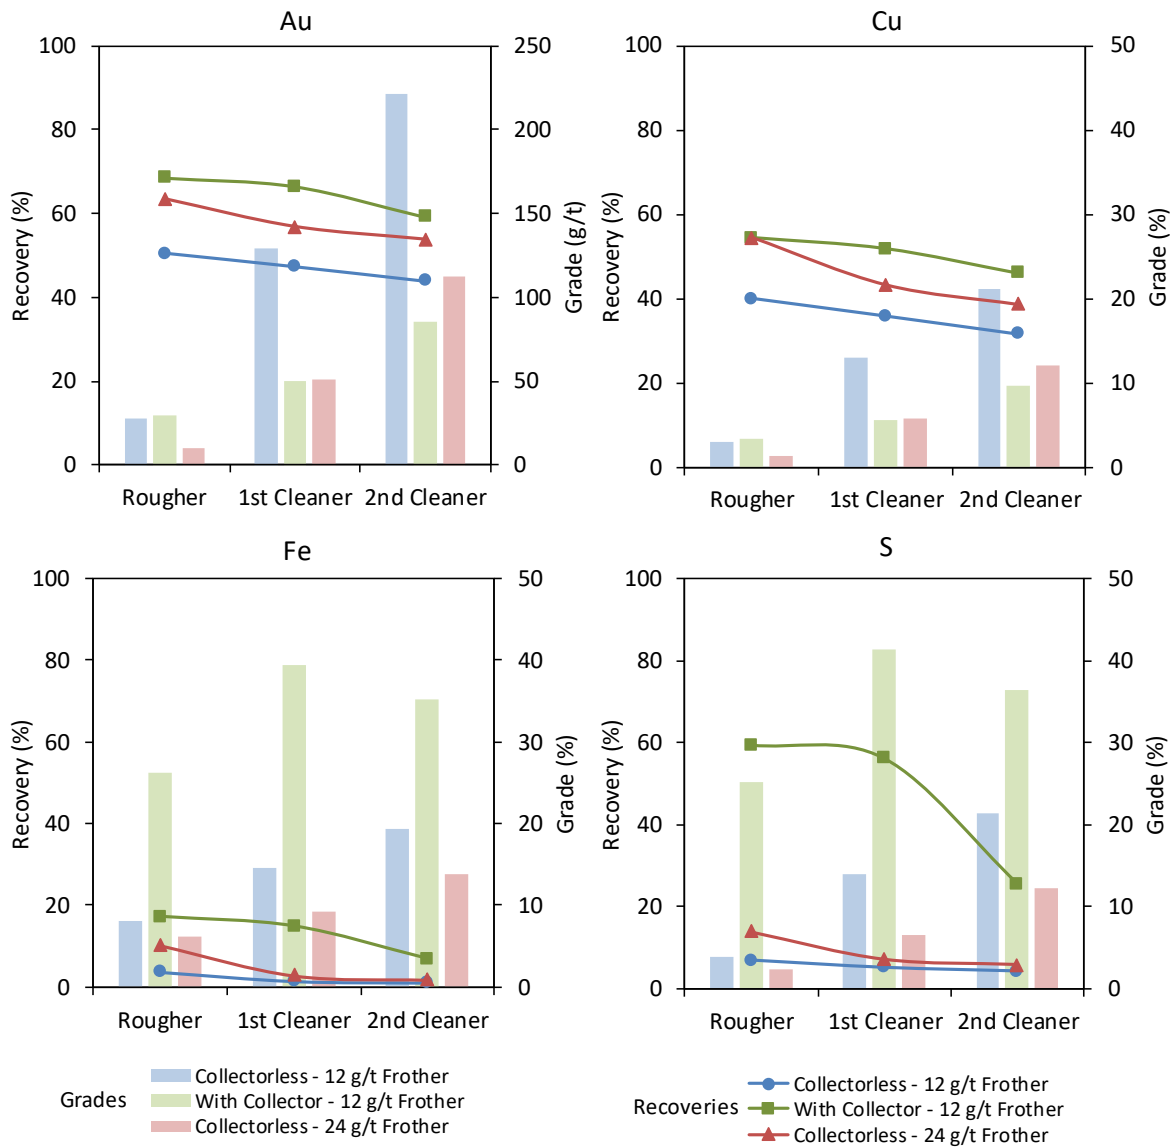 Au
Recovery (%)
100
80
60
40
20
0
250
200
150
100
50
0
Grade (g/t)
Rougher 1st Cleaner 2nd Cleaner
Cu
Recovery (%)
100
80
60
40
20
0
50
40
30
20
10
0
Grade (%)
Rougher 1st Cleaner 2nd Cleaner
Fe
Recovery (%)
100
80
60
40
20
0
50
40
30
20
10
0
Grade (%)
Rougher 1st Cleaner 2nd Cleaner
S
Recovery (%)
100
80
60
40
20
0
50
40
30
20
10
0
Grade (%)
Rougher 1st Cleaner 2nd Cleaner
Grades
Collectorless - 12 g/t Frother
With Collector - 12 g/t Frother
Collectorless - 24 g/t Frother
Recoveries
Collectorless - 12 g/t Frother
With Collector - 12 g/t Frother
Collectorless - 24 g/t Frother